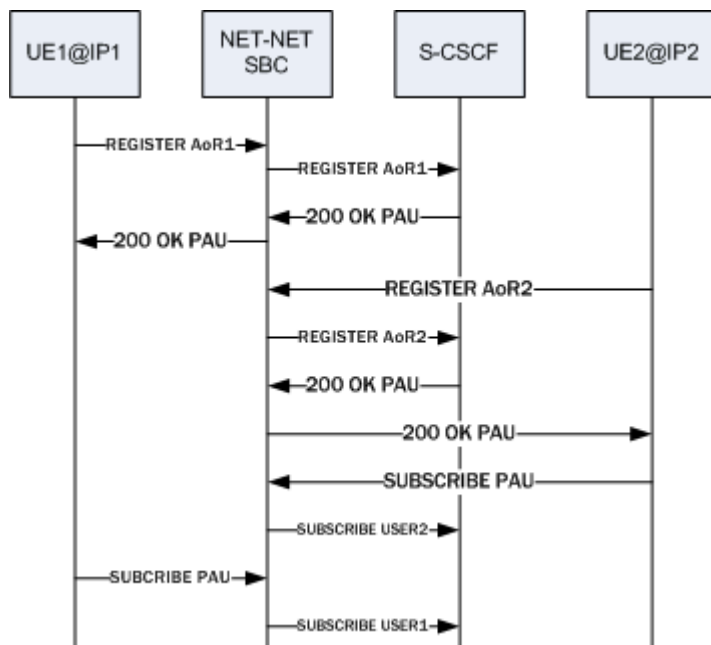 UE1@IP1
NET-NET
SBC
S-CSCF
UE2@IP2
REGISTER AoR1
REGISTER AoR1
200 OK PAU
200 OK PAU
REGISTER AoR2
REGISTER AoR2
200 OK PAU
200 OK PAU
SUBSCRIBE PAU
SUBSCRIBE USER2
SUBCRIBE PAU
SUBSCRIBE USER1